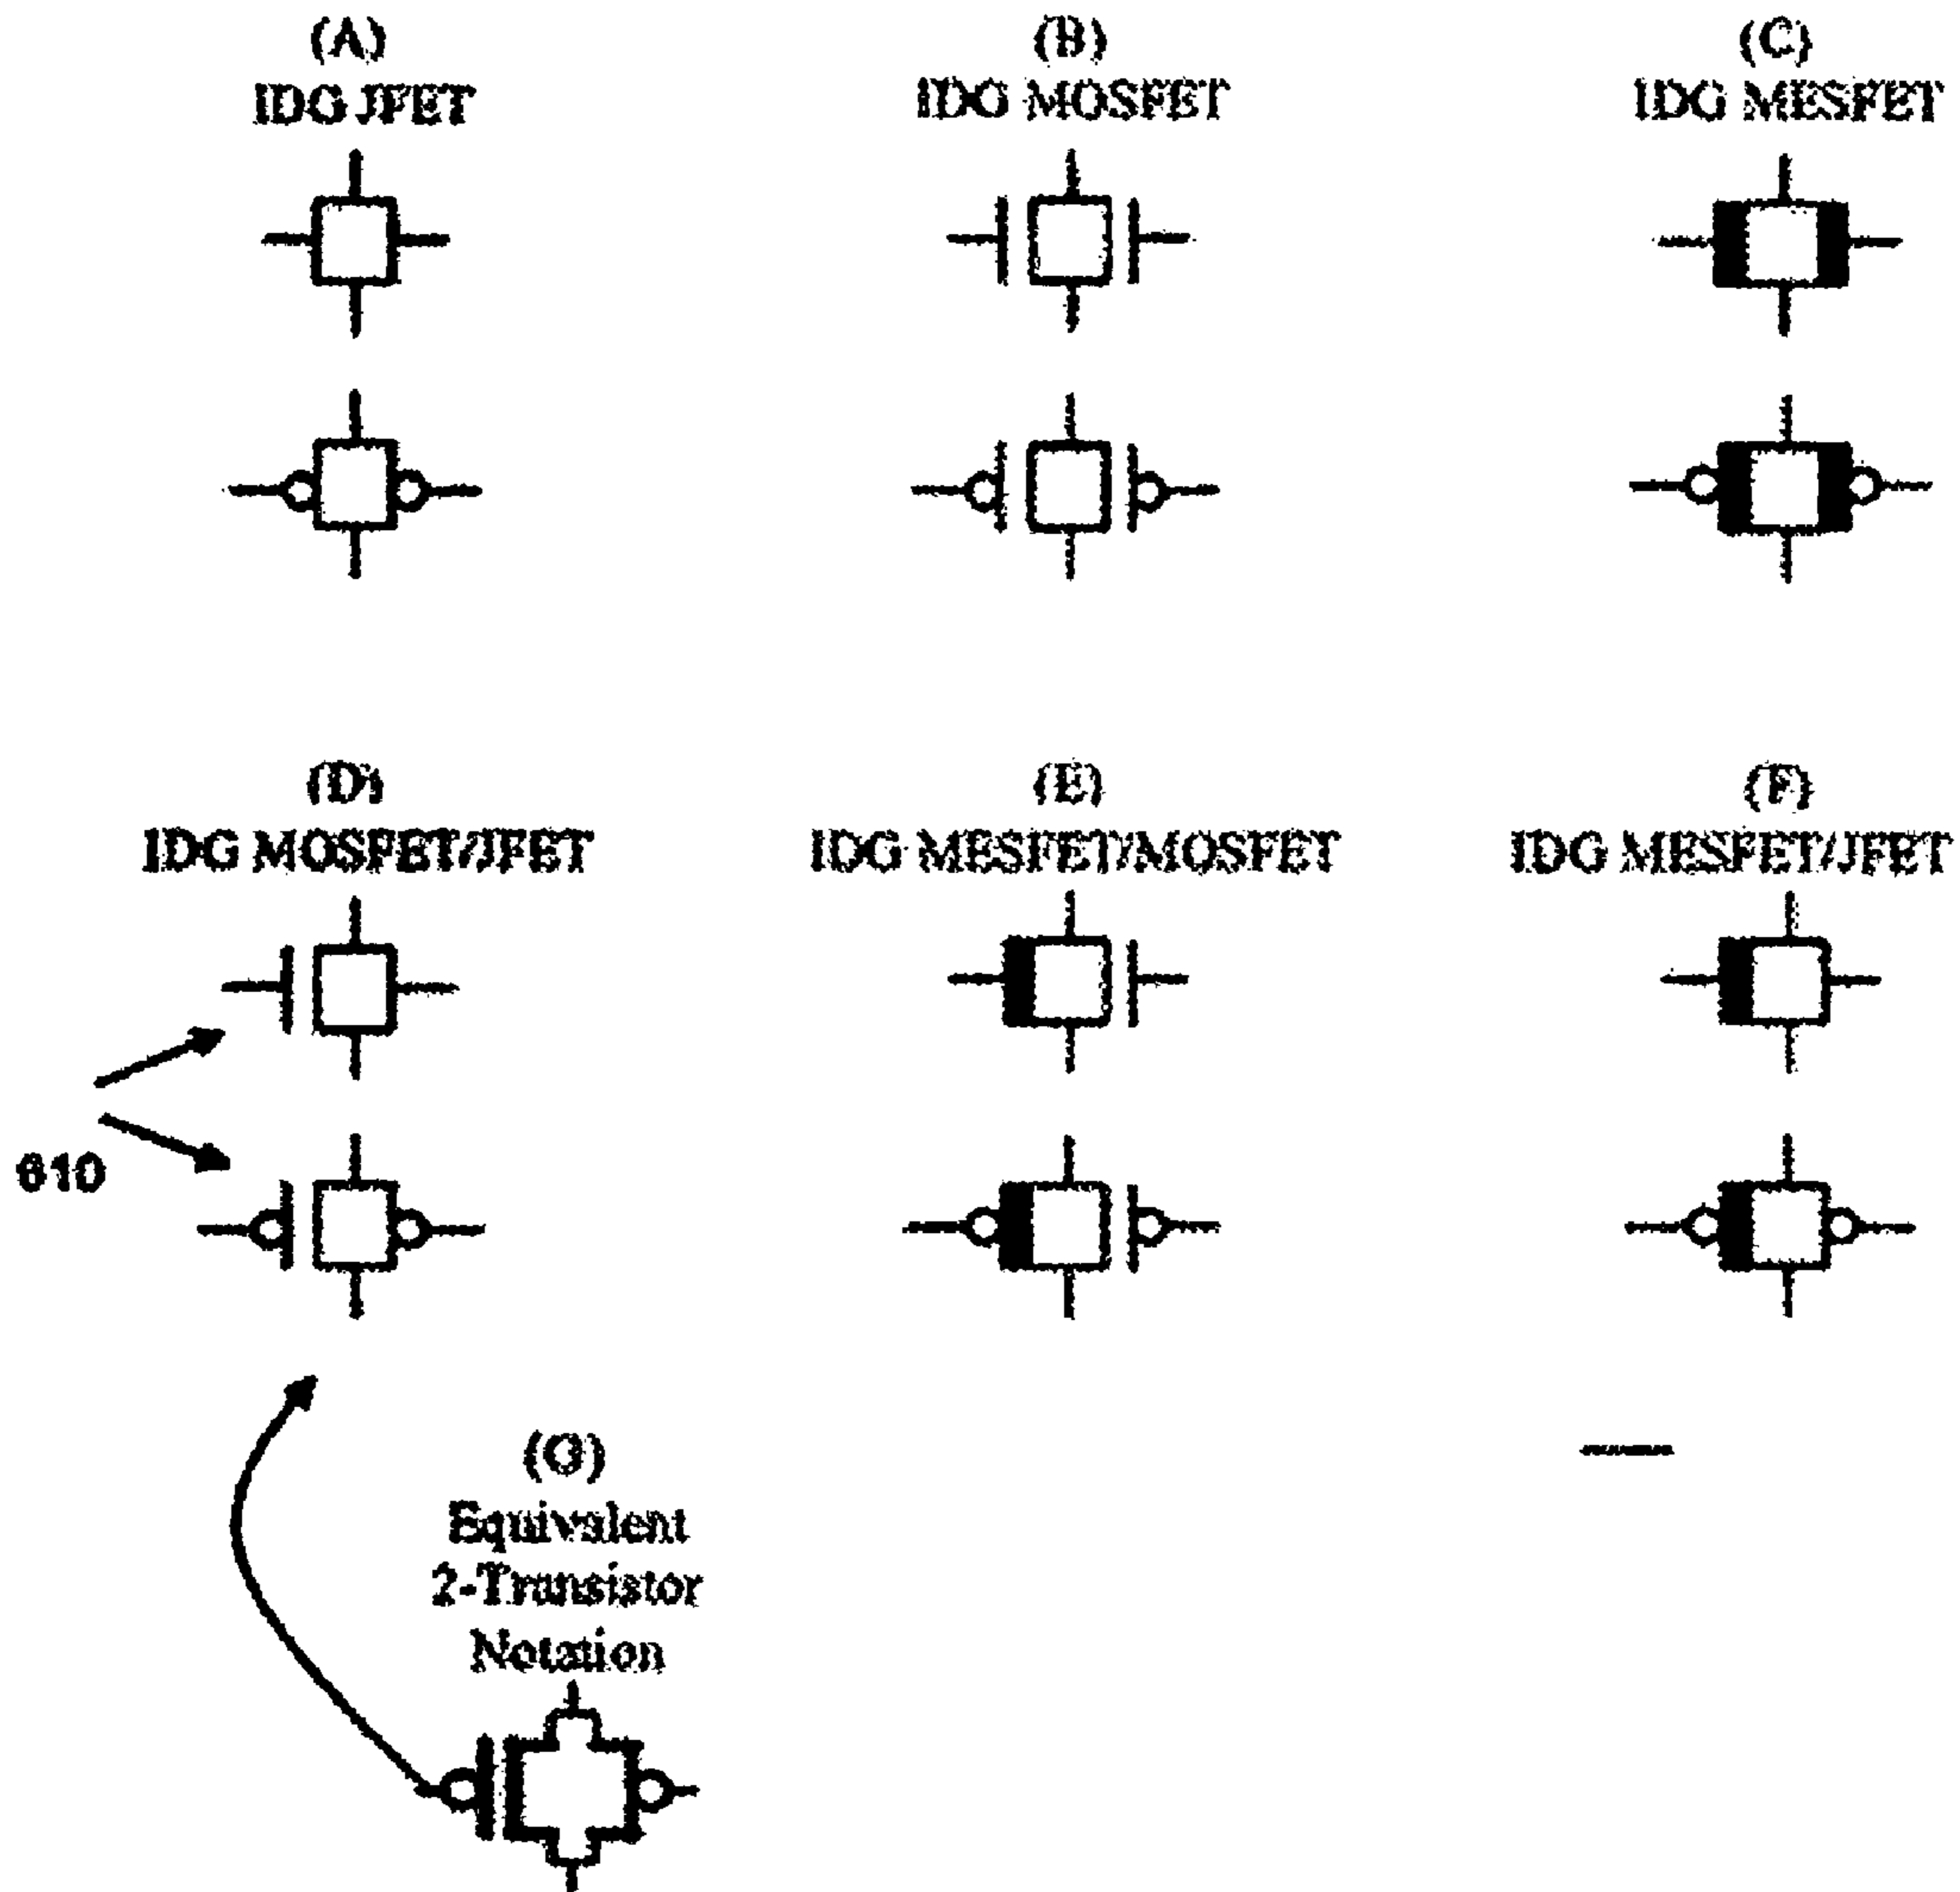 (A)
IDG JFET
(B)
IDG MOSFET
(C)
IDG MESFET
(D)
IDG MOSFET/JFET
(E)
IDG MESFET/MOSFET
(F)
IDG MESFET/JFET
610
(G)
Equivalent
2-Transistor
Notation